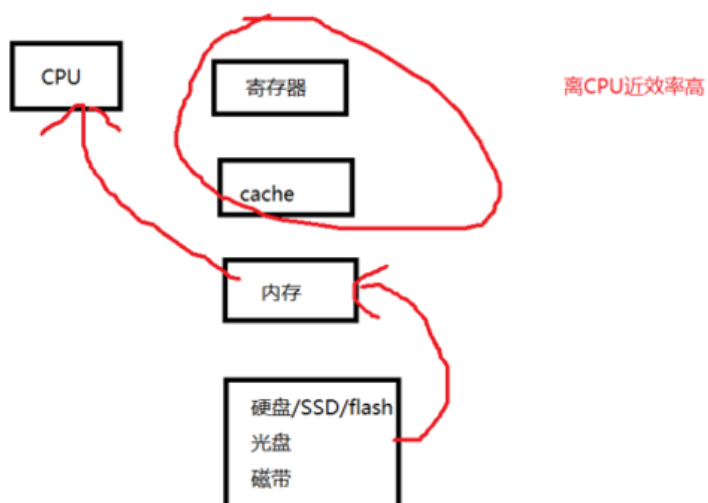 CPU
寄存器
离CPU近效率高
cache
内存
硬盘/SSD/flash
光盘
磁带